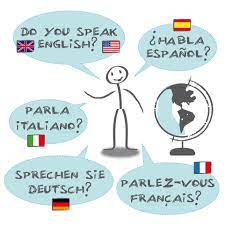 DO YOU SPEAK
ENGLISH?
¿HABLA
ESPAÑOL?
PARLA
iTALiANO?
SPRECHEN SiE
DEUTSCH?
PARLEZ-VOUS
FRANÇAiS?